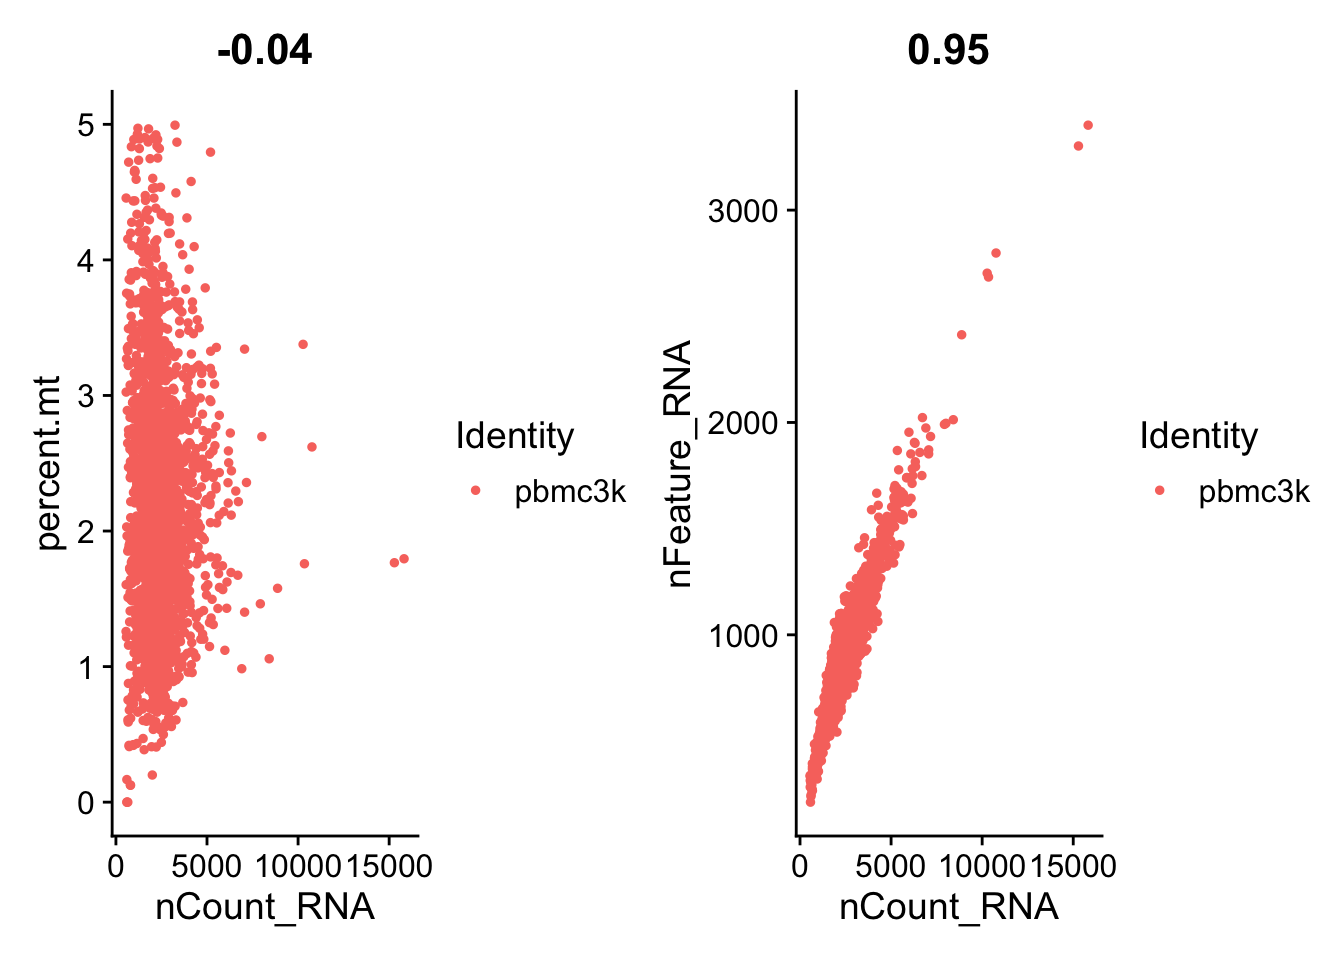 -0.04
percent.mt
5
4
3
2
1
0
0 5000 10000 15000
nCount_RNA
Identity
pbmc3k
0.95
nFeature_RNA
3000
2000
1000
0 5000 10000 15000
nCount_RNA
Identity
pbmc3k